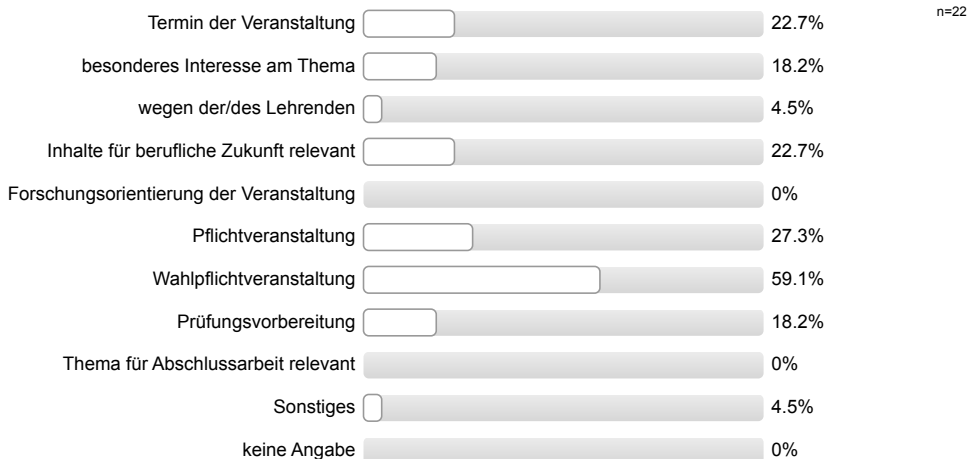 n=22
Termin der Veranstaltung 22.7%
besonderes Interesse am Thema 18.2%
wegen der/des Lehrenden 4.5%
Inhalte für berufliche Zukunft relevant 22.7%
Forschungsorientierung der Veranstaltung 0%
Pflichtveranstaltung 27.3%
Wahlpflichtveranstaltung 59.1%
Prüfungsvorbereitung 18.2%
Thema für Abschlussarbeit relevant 0%
Sonstiges 4.5%
keine Angabe 0%